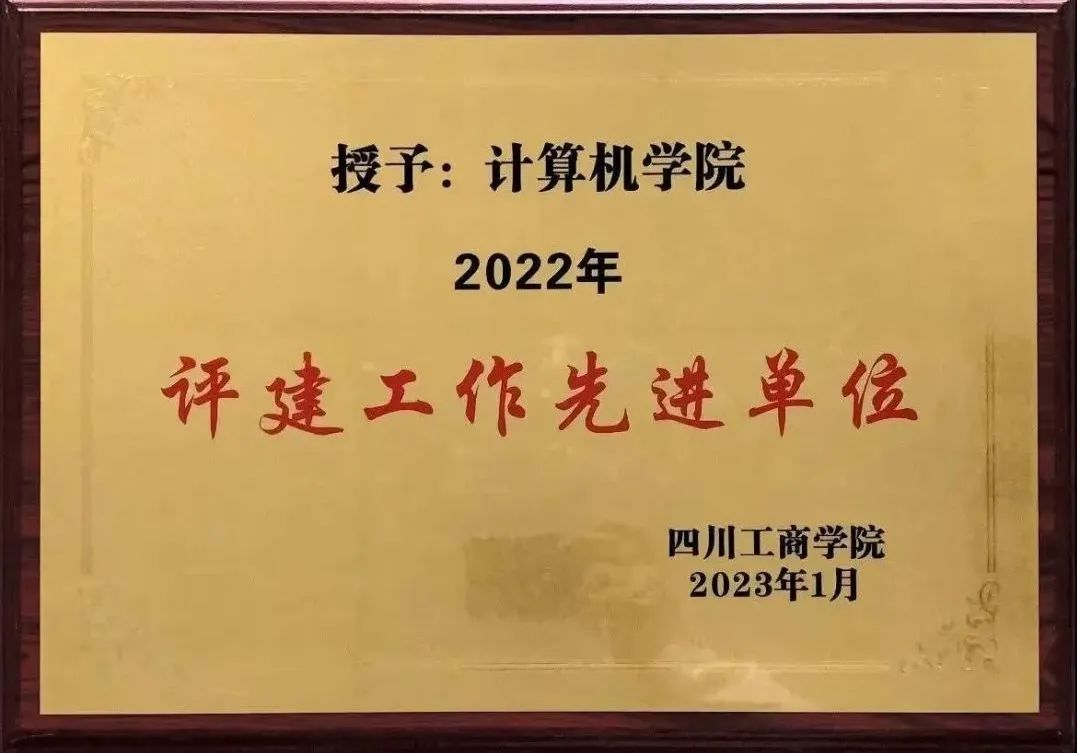 授予：计算机学院
2022年
评建工作先进单位
四川工商学院
2023年1月